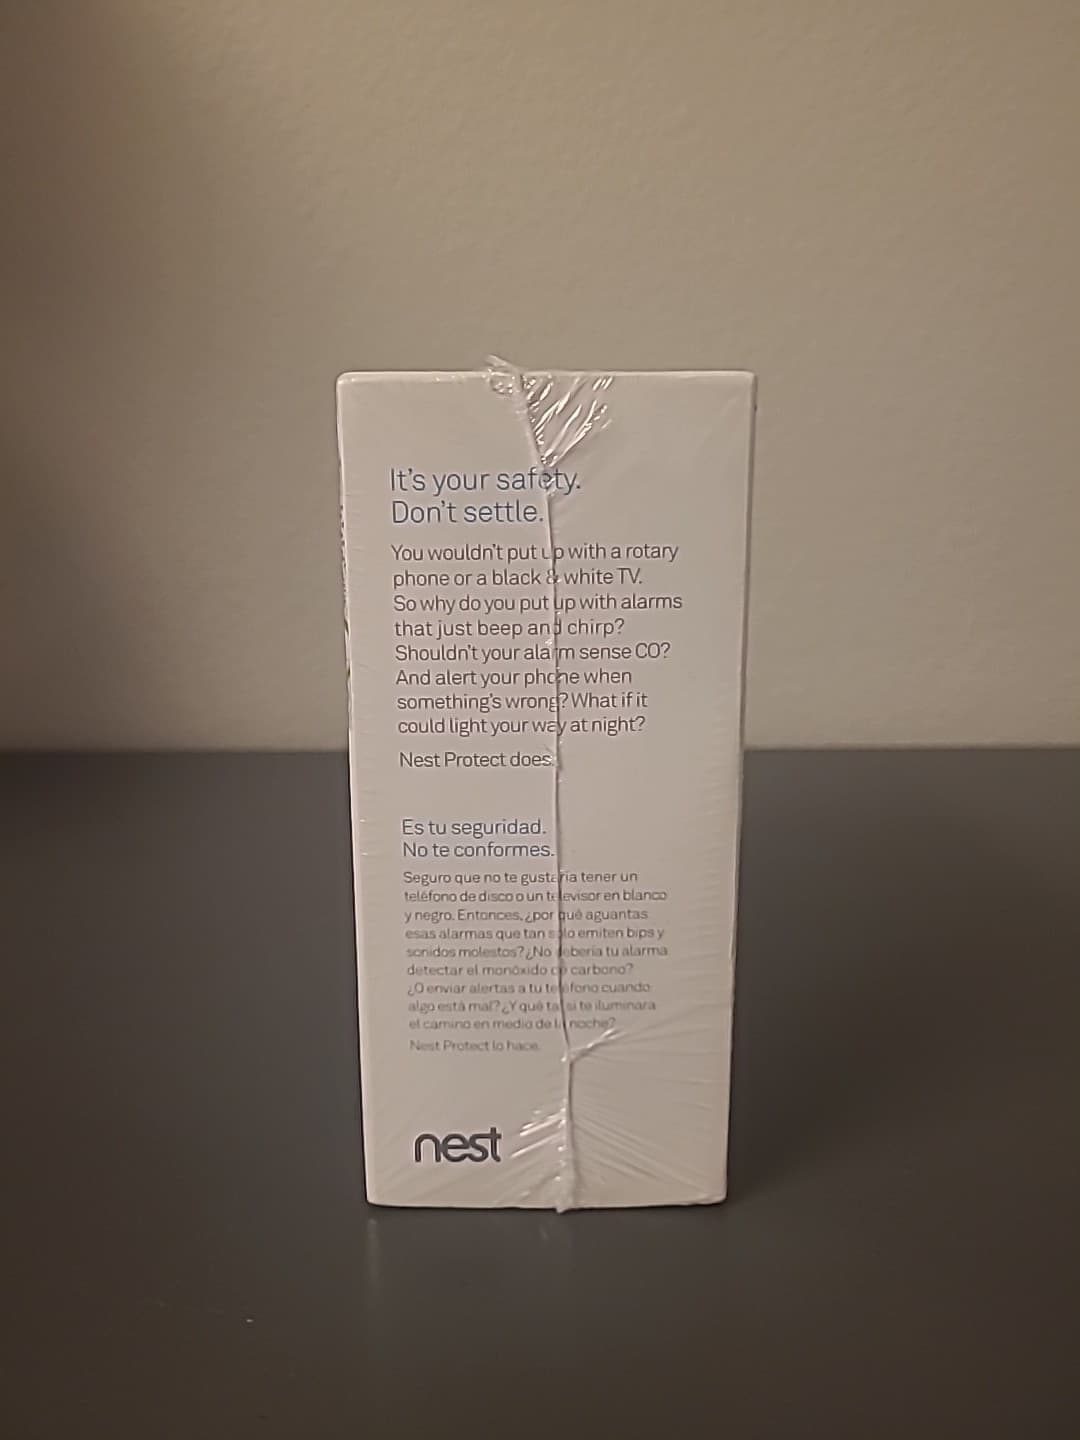 It's your safety.
Don't settle.
You wouldn't put up with a rotary
phone or a black & white TV.
So why do you put up with alarms
that just beep and chirp?
Shouldn't your alarm sense CO?
And alert your phone when
something's wrong? What if it
could light your way at night?
Nest Protect does.
Es tu seguridad.
No te conformes.
Seguro que no te gustaría tener un
teléfono de disco o un televisor en blanco
y negro. Entonces, ¿por qué aguantas
esas alarmas que tan solo emiten bips y
sonidos molestos? ¿No debería tu alarma
detectar el monóxido de carbono?
¿O enviar alertas a tu teléfono cuando
algo está mal? ¿Y qué tal si te iluminara
el camino en medio de la noche?
Nest Protect lo hace.
nest